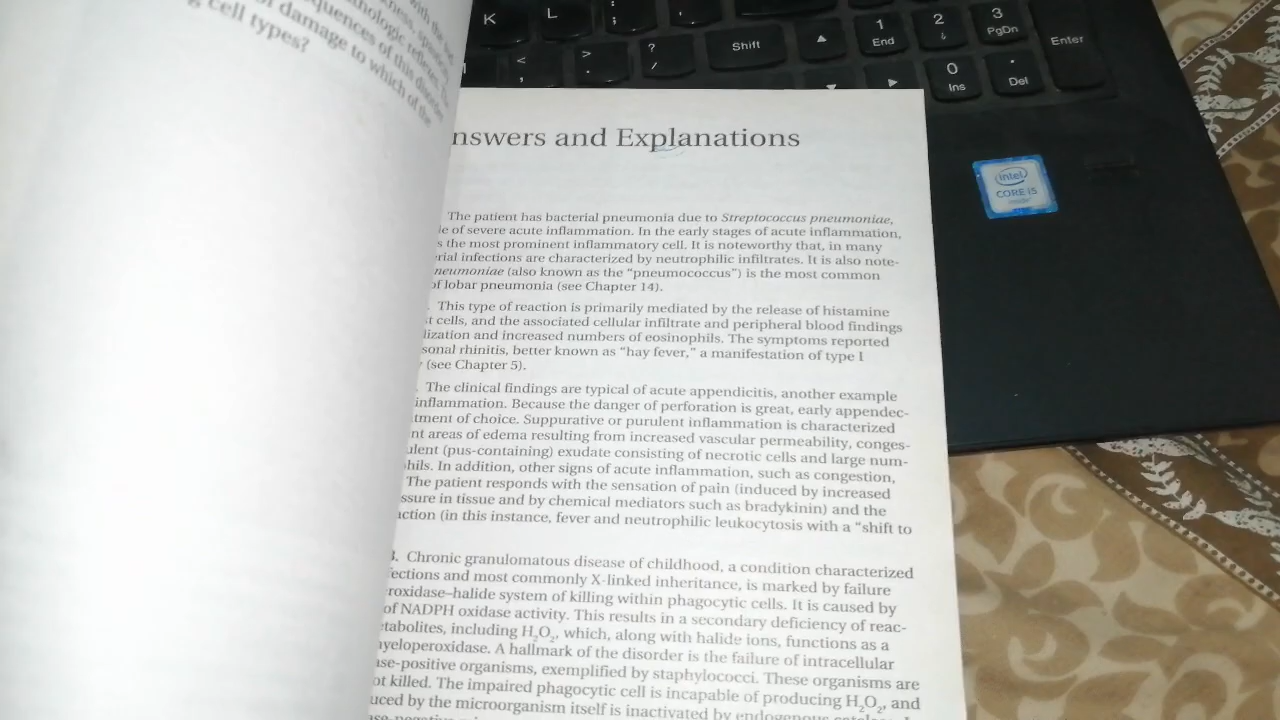 with the
ologic
quences of this disease
of damage to which of the
cell types?
K
L
:
;
<
,
>
.
?
/
Shift
1
End
2
3
PgDn
0
Ins
.
Del
Enter
intel
CORE i5
inside
nswers and Explanations
The patient has bacterial pneumonia due to Streptococcus pneumoniae,
le of severe acute inflammation. In the early stages of acute inflammation,
s the most prominent inflammatory cell. It is noteworthy that, in many
rial infections are characterized by neutrophilic infiltrates. It is also note-
neumoniae (also known as the “pneumococcus”) is the most common
of lobar pneumonia (see Chapter 14).
. This type of reaction is primarily mediated by the release of histamine
t cells, and the associated cellular infiltrate and peripheral blood findings
lization and increased numbers of eosinophils. The symptoms reported
sonal rhinitis, better known as “hay fever,” a manifestation of type I
(see Chapter 5).
. The clinical findings are typical of acute appendicitis, another example
inflammation. Because the danger of perforation is great, early appendec-
tment of choice. Suppurative or purulent inflammation is characterized
nt areas of edema resulting from increased vascular permeability, conges-
ulent (pus-containing) exudate consisting of necrotic cells and large num-
hils. In addition, other signs of acute inflammation, such as congestion,
The patient responds with the sensation of pain (induced by increased
ssure in tissue and by chemical mediators such as bradykinin) and the
action (in this instance, fever and neutrophilic leukocytosis with a “shift to
3. Chronic granulomatous disease of childhood, a condition characterized
fections and most commonly X-linked inheritance, is marked by failure
roxidase–halide system of killing within phagocytic cells. It is caused by
of NADPH oxidase activity. This results in a secondary deficiency of reac-
etabolites, including H₂O₂, which, along with halide ions, functions as a
myeloperoxidase. A hallmark of the disorder is the failure of intracellular
ase-positive organisms, exemplified by staphylococci. These organisms are
ot killed. The impaired phagocytic cell is incapable of producing H₂O₂, and
uced by the microorganism itself is inactivated by endogenous